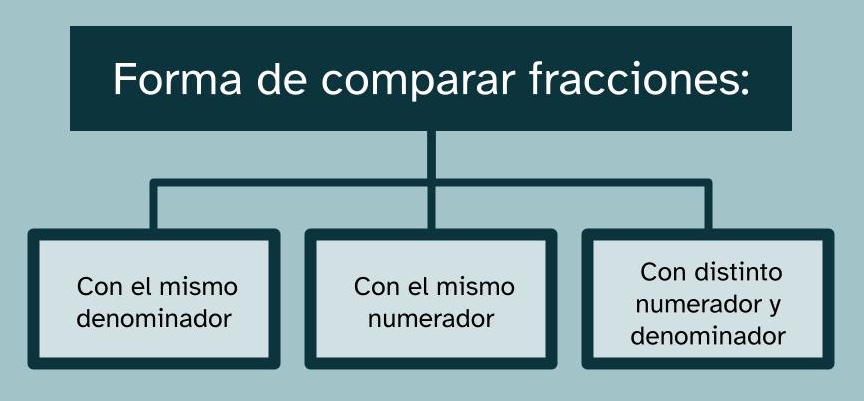 Forma de comparar fracciones:
Con el mismo
denominador
Con el mismo
numerador
Con distinto
numerador y
denominador